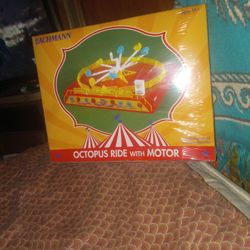 BACHMANN
OCTOPUS RIDE WITH MOTOR